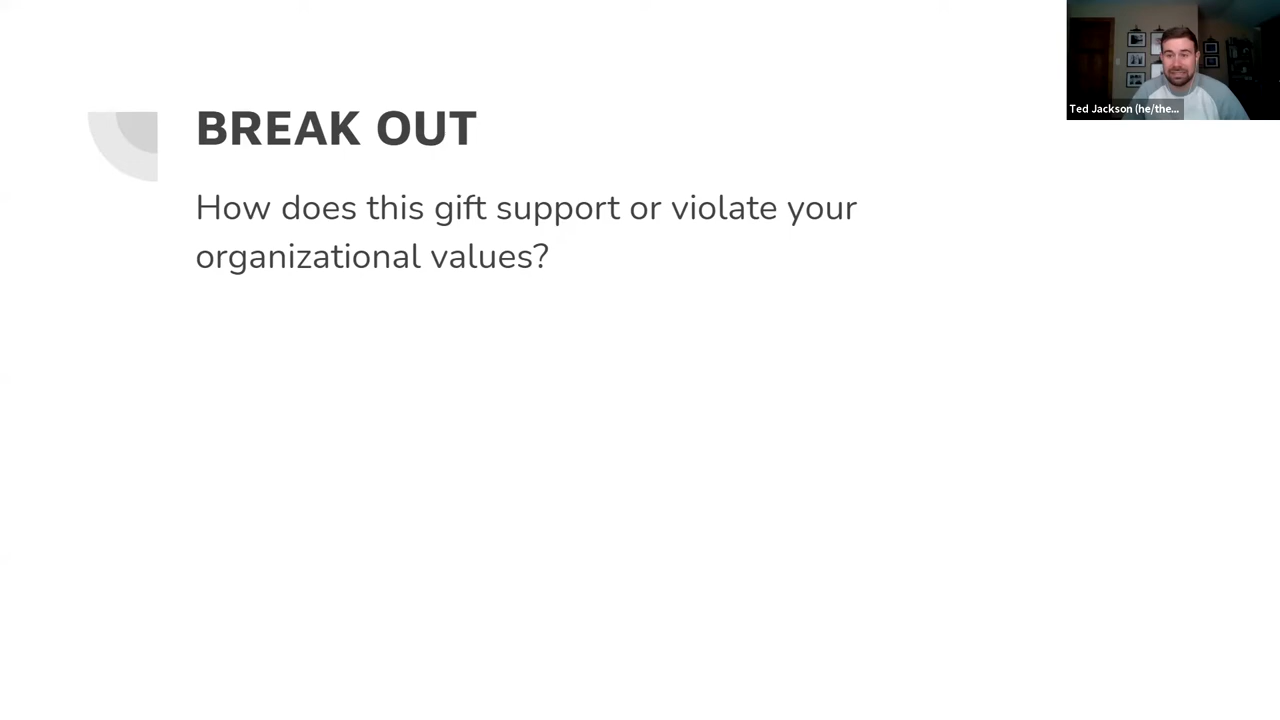 BREAK OUT
How does this gift support or violate your
organizational values?
Ted Jackson (he/the...